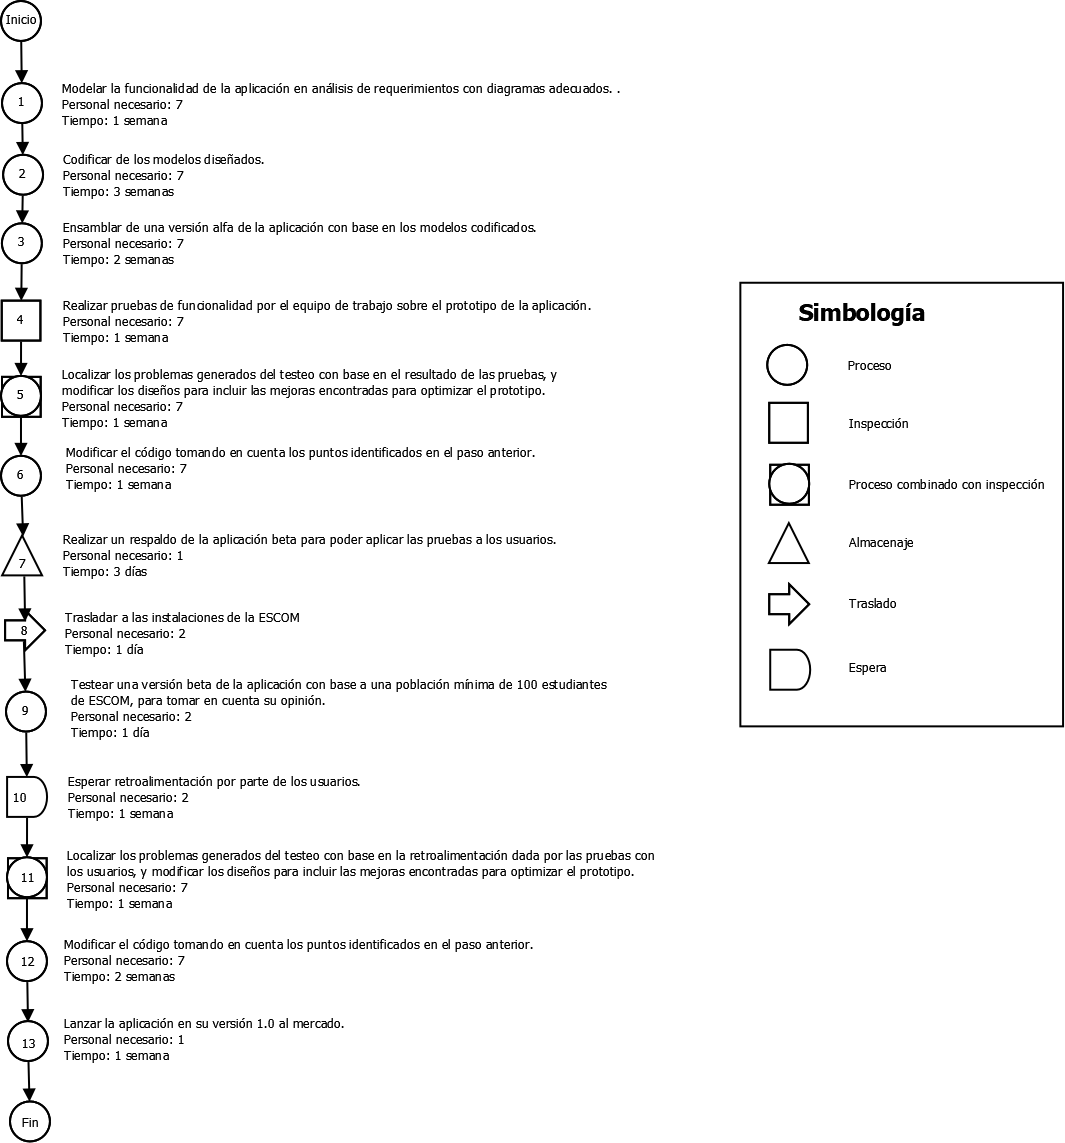 Inicio
1
Modelar la funcionalidad de la aplicación en análisis de requerimientos con diagramas adecuados. .
Personal necesario: 7
Tiempo: 1 semana
2
Codificar de los modelos diseñados.
Personal necesario: 7
Tiempo: 3 semanas
3
Ensamblar de una versión alfa de la aplicación con base en los modelos codificados.
Personal necesario: 7
Tiempo: 2 semanas
4
Realizar pruebas de funcionalidad por el equipo de trabajo sobre el prototipo de la aplicación.
Personal necesario: 7
Tiempo: 1 semana
5
Localizar los problemas generados del testeo con base en el resultado de las pruebas, y
modificar los diseños para incluir las mejoras encontradas para optimizar el prototipo.
Personal necesario: 7
Tiempo: 1 semana
6
Modificar el código tomando en cuenta los puntos identificados en el paso anterior.
Personal necesario: 7
Tiempo: 1 semana
7
Realizar un respaldo de la aplicación beta para poder aplicar las pruebas a los usuarios.
Personal necesario: 1
Tiempo: 3 días
8
Trasladar a las instalaciones de la ESCOM
Personal necesario: 2
Tiempo: 1 día
9
Testear una versión beta de la aplicación con base a una población mínima de 100 estudiantes
de ESCOM, para tomar en cuenta su opinión.
Personal necesario: 2
Tiempo: 1 día
10
Esperar retroalimentación por parte de los usuarios.
Personal necesario: 2
Tiempo: 1 semana
11
Localizar los problemas generados del testeo con base en la retroalimentación dada por las pruebas con
los usuarios, y modificar los diseños para incluir las mejoras encontradas para optimizar el prototipo.
Personal necesario: 7
Tiempo: 1 semana
12
Modificar el código tomando en cuenta los puntos identificados en el paso anterior.
Personal necesario: 7
Tiempo: 2 semanas
13
Lanzar la aplicación en su versión 1.0 al mercado.
Personal necesario: 1
Tiempo: 1 semana
Fin
Simbología
Proceso
Inspección
Proceso combinado con inspección
Almacenaje
Traslado
Espera